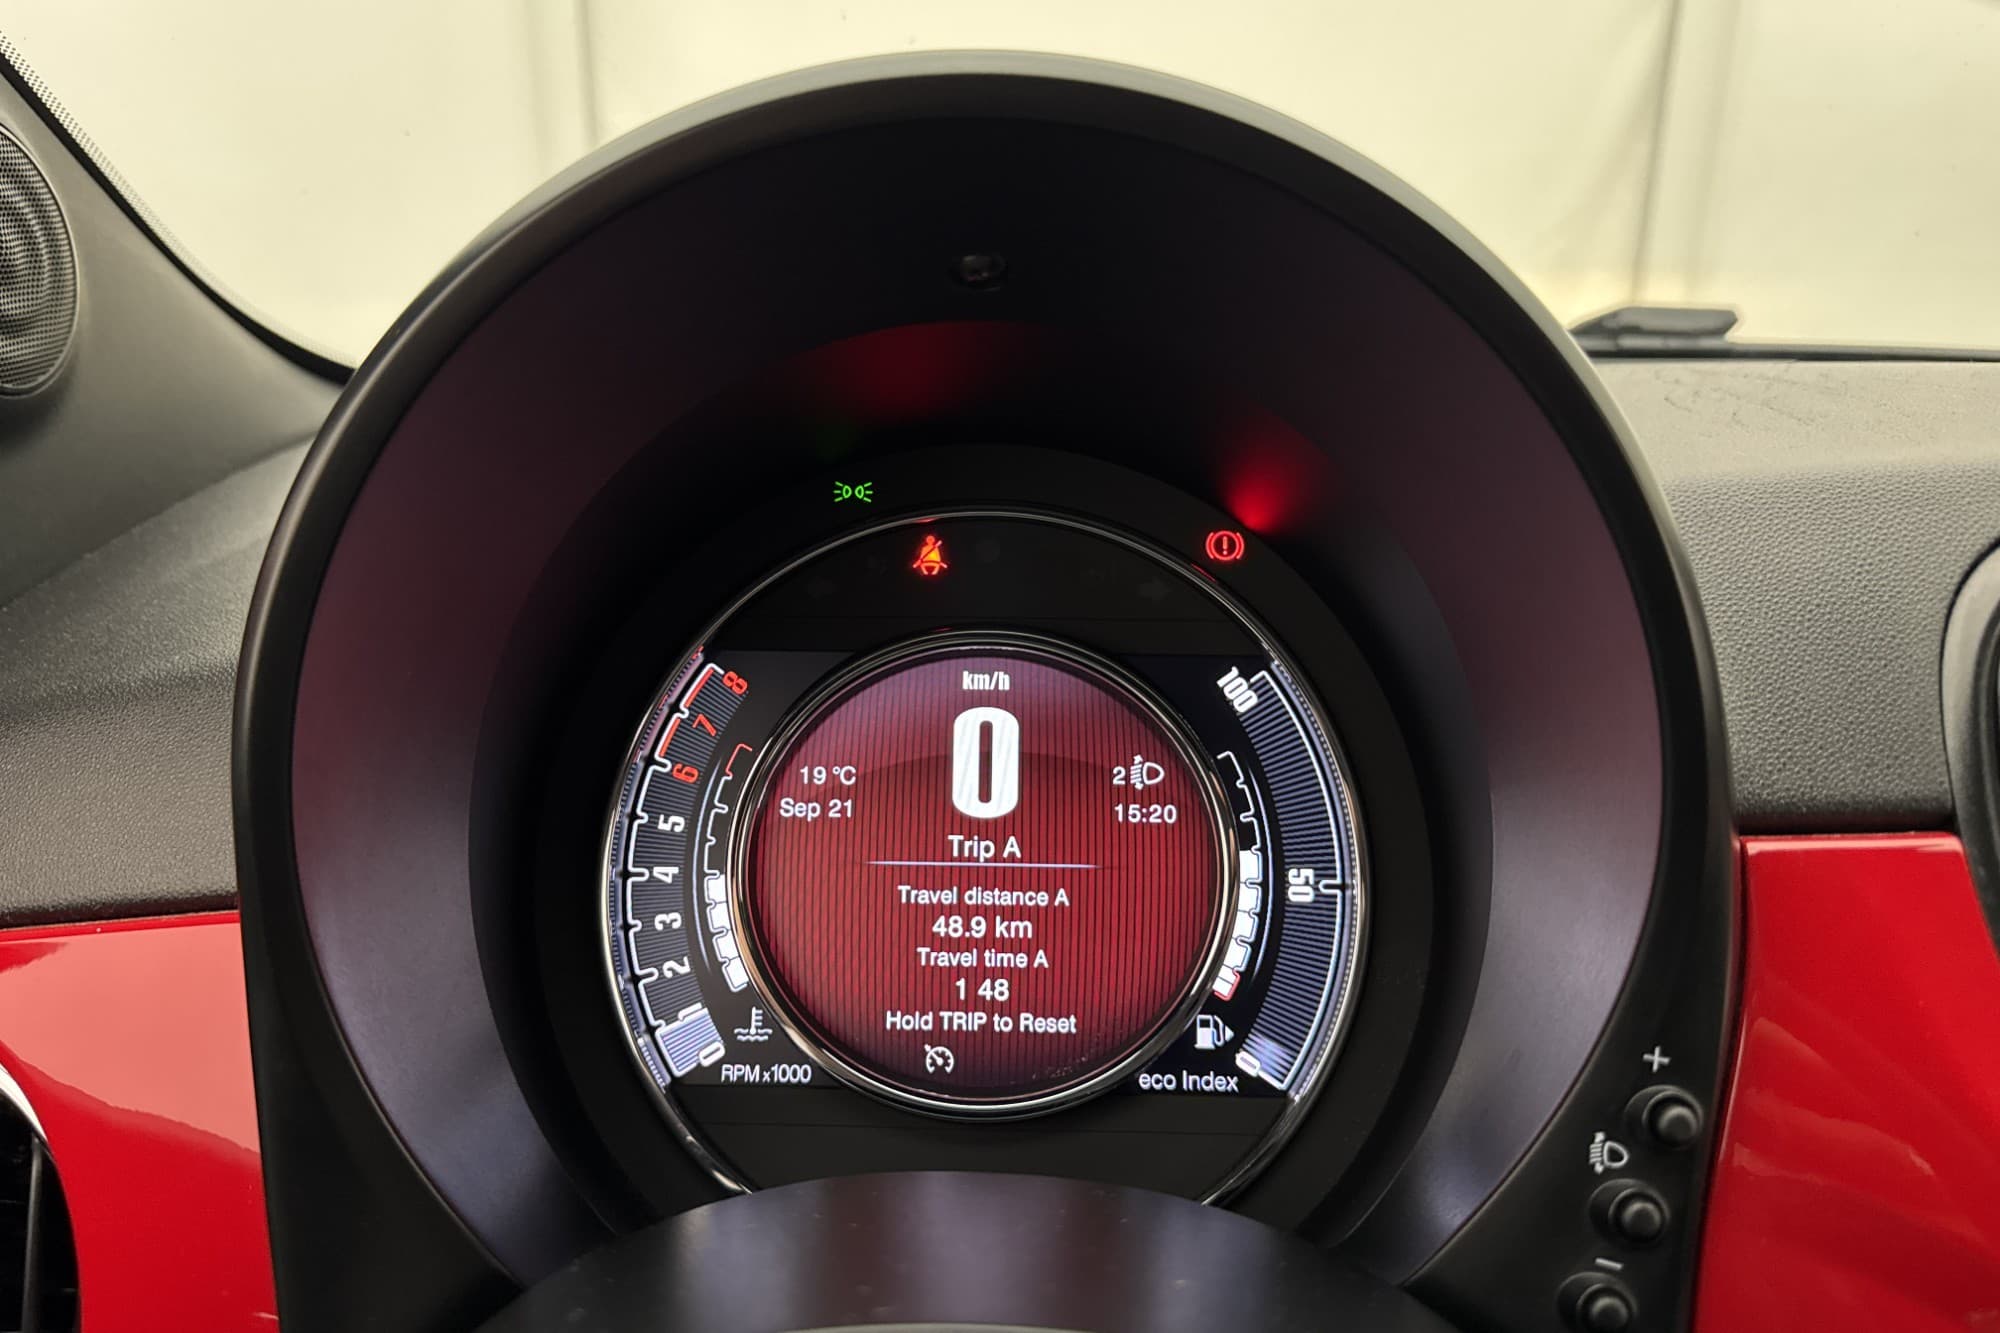 km/h
0
19 °C
Sep 21
2
15:20
Trip A
Travel distance A
48.9 km
Travel time A
1 48
Hold TRIP to Reset
8
7
6
5
4
3
2
1
0
RPM x1000
100
50
0
eco Index
+
−